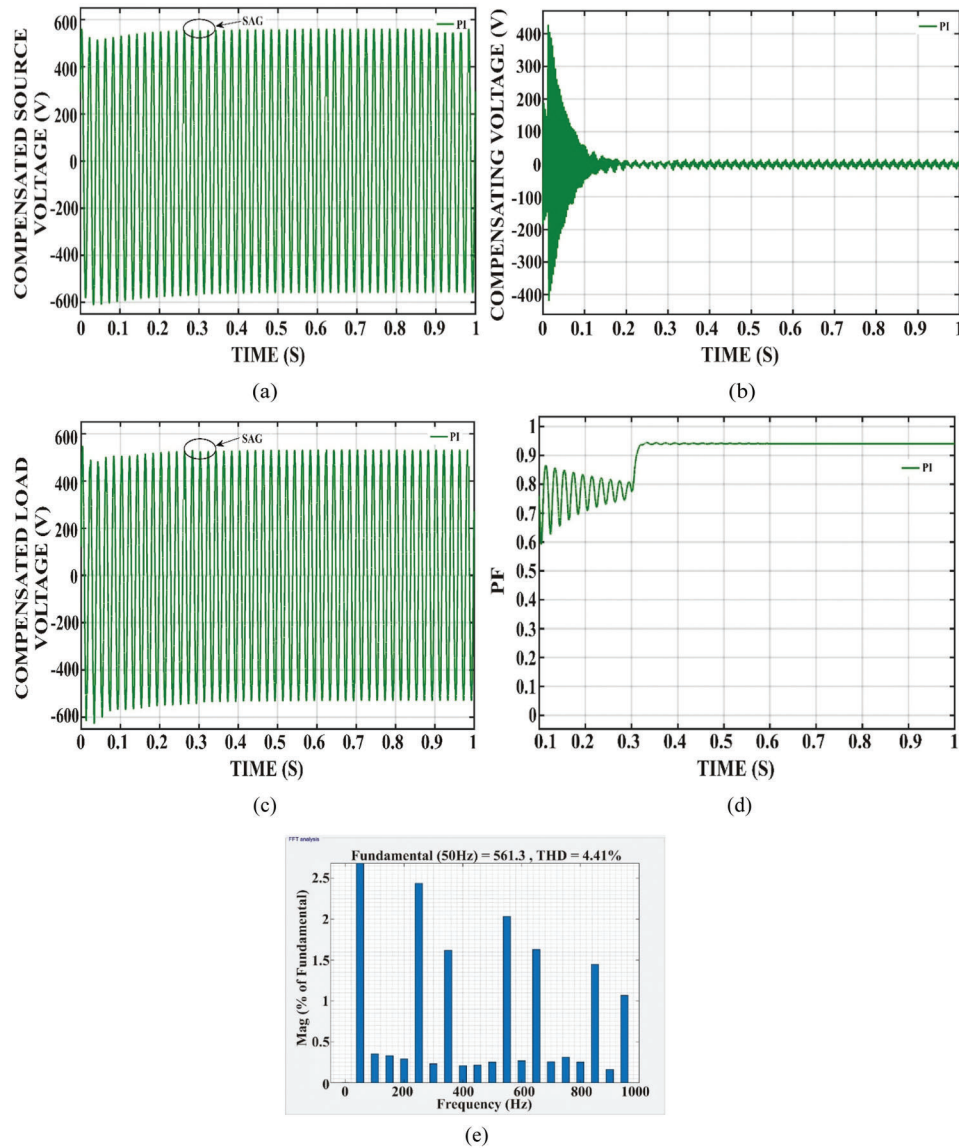 600
400
200
0
-200
-400
-600
COMPENSATED SOURCE
VOLTAGE (V)
SAG
PI
0 0.1 0.2 0.3 0.4 0.5 0.6 0.7 0.8 0.9 1
TIME (S)
(a)
400
300
200
100
0
-100
-200
-300
-400
COMPENSATING VOLTAGE (V)
PI
0 0.1 0.2 0.3 0.4 0.5 0.6 0.7 0.8 0.9 1
TIME (S)
(b)
600
400
200
0
-200
-400
-600
COMPENSATED LOAD
VOLTAGE (V)
SAG
PI
0 0.1 0.2 0.3 0.4 0.5 0.6 0.7 0.8 0.9 1
TIME (S)
(c)
1
0.9
0.8
0.7
0.6
0.5
0.4
0.3
0.2
0.1
0
PF
PI
0.1 0.2 0.3 0.4 0.5 0.6 0.7 0.8 0.9 1
TIME (S)
(d)
FFT analysis
Fundamental (50Hz) = 561.3 , THD = 4.41%
2.5
2
1.5
1
0.5
0
Mag (% of Fundamental)
0 200 400 600 800 1000
Frequency (Hz)
(e)